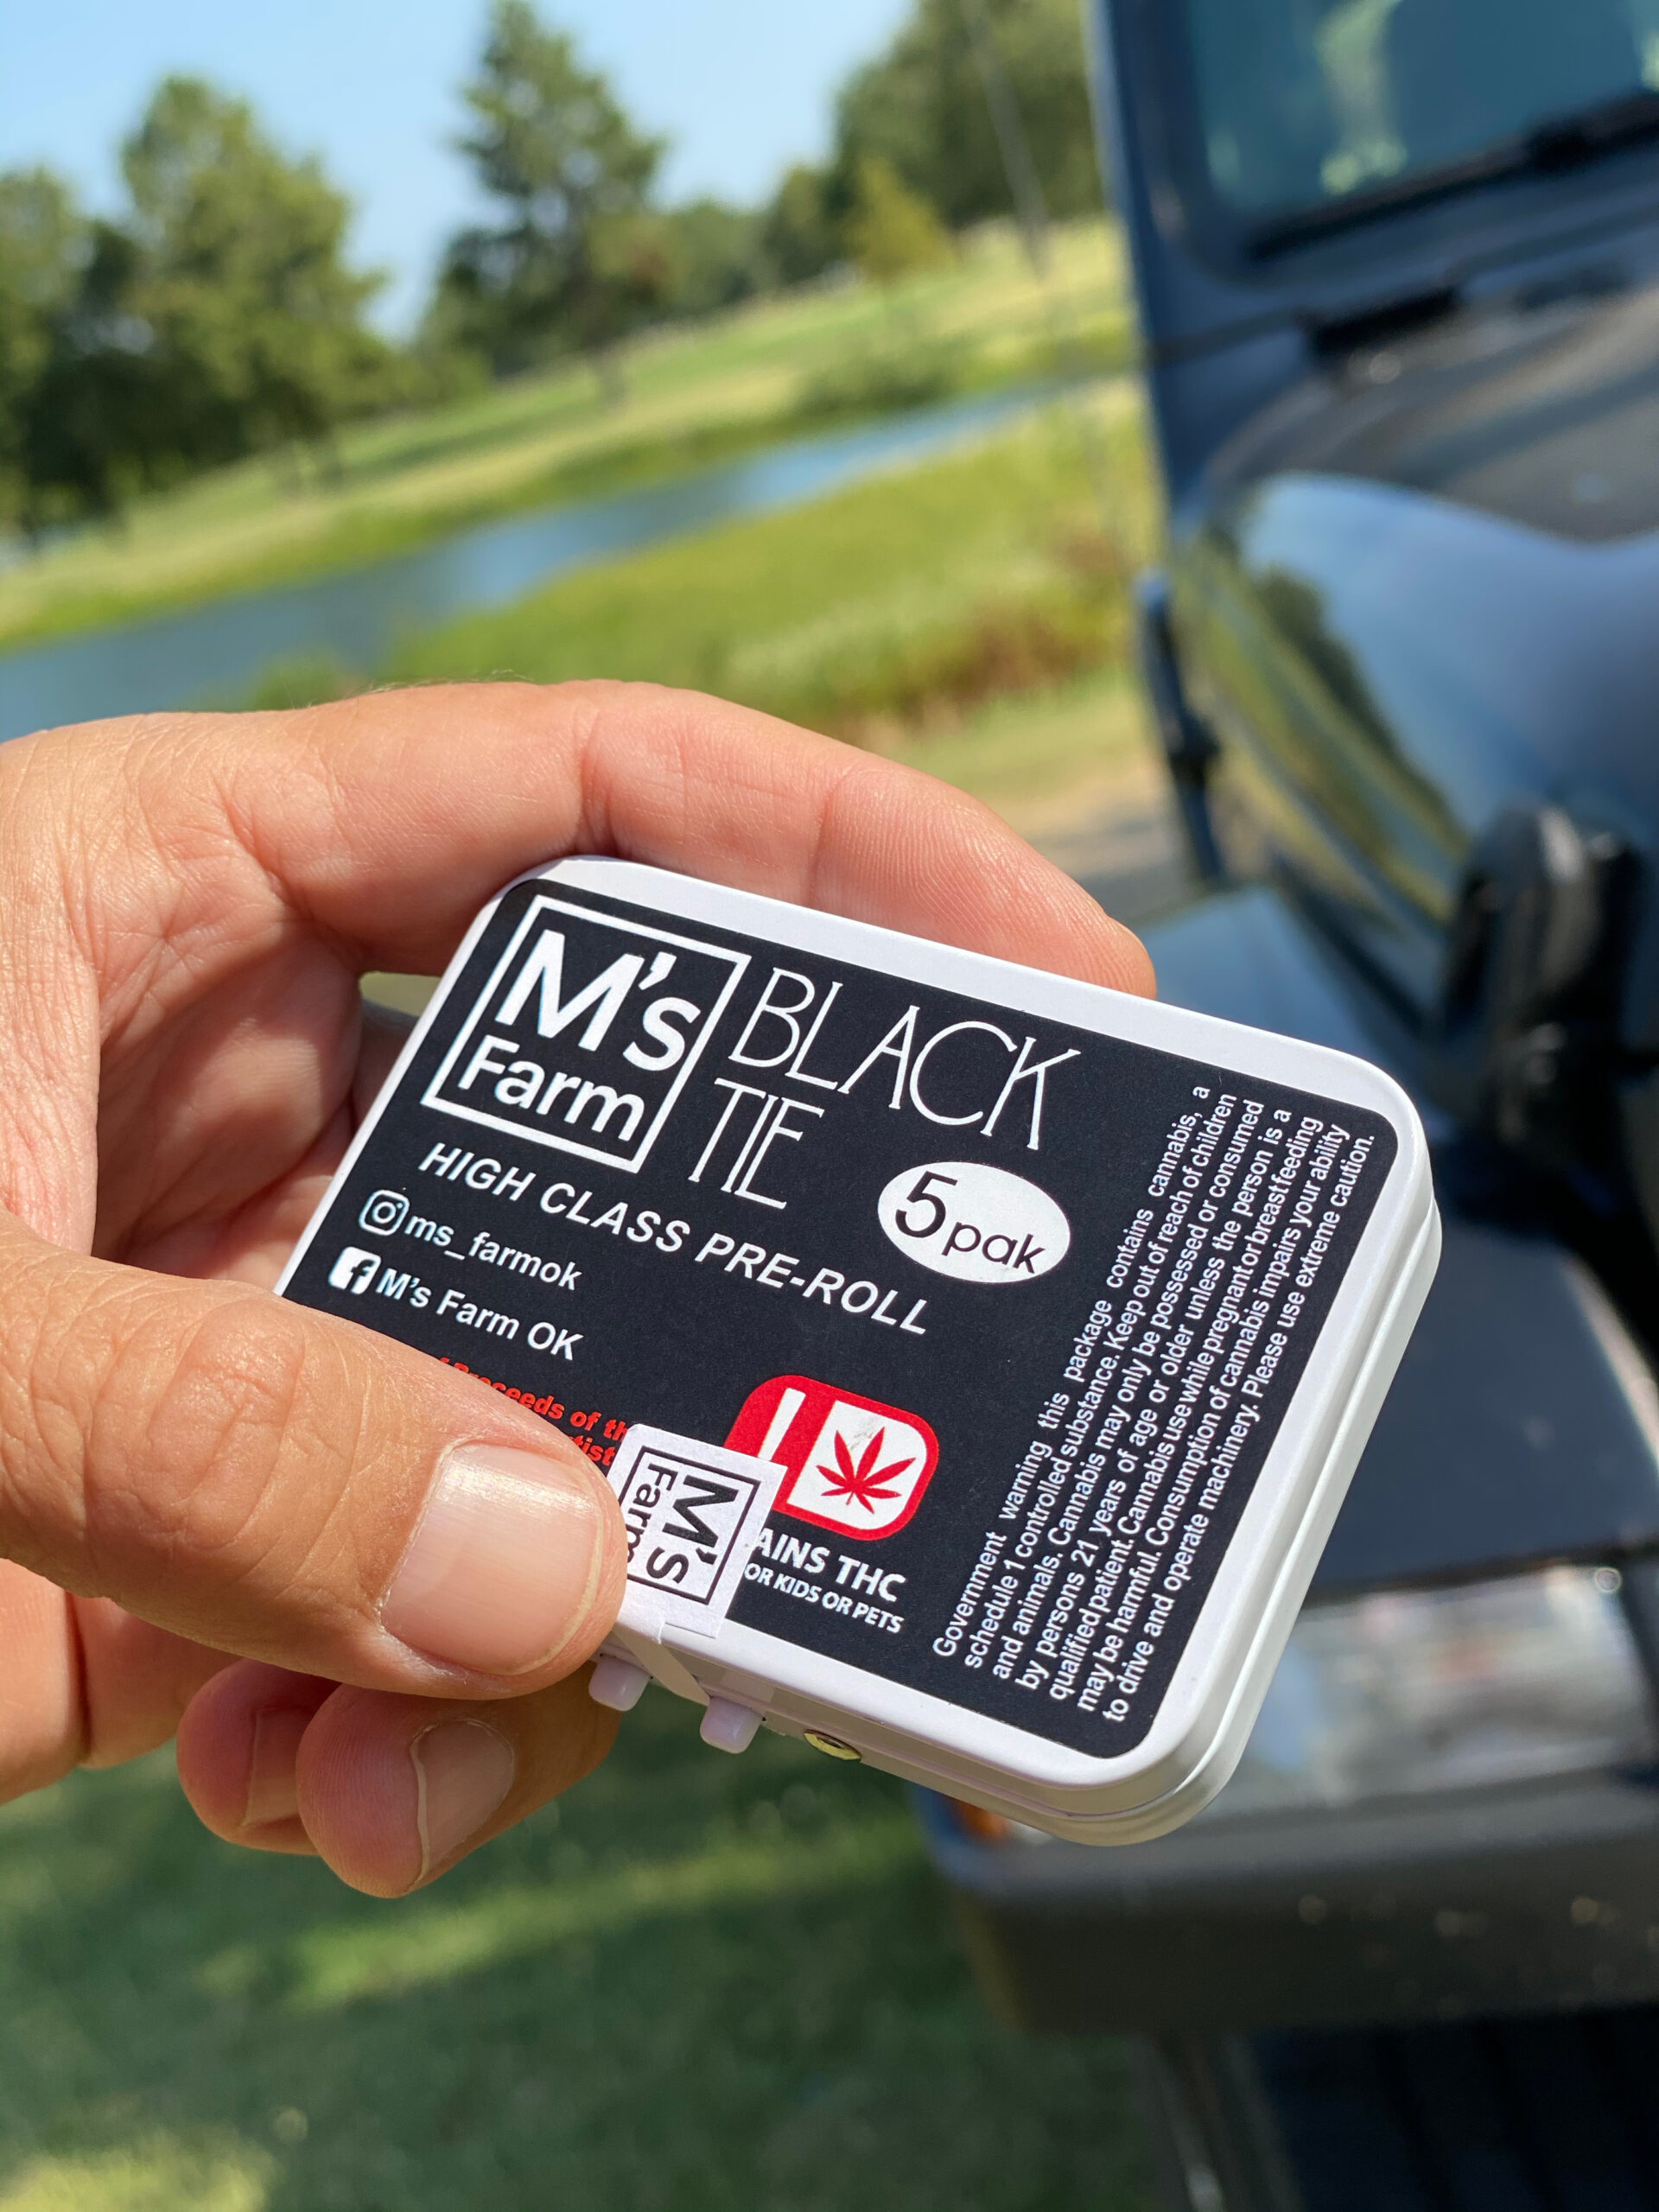 M's
Farm
BLACK
TIE
5 pak
HIGH CLASS PRE-ROLL
ms_farmok
M's Farm OK
of
AINS THC
OR KIDS OR PETS
M's
Government warning this package contains cannabis, a
schedule 1 controlled substance. Keep out of reach of children
and animals. Cannabis may only be possessed or consumed
by persons 21 years of age or older unless the person is a
qualified patient. Cannabis use while pregnant or breastfeeding
may be harmful. Consumption of cannabis impairs your ability
to drive and operate machinery. Please use extreme caution.